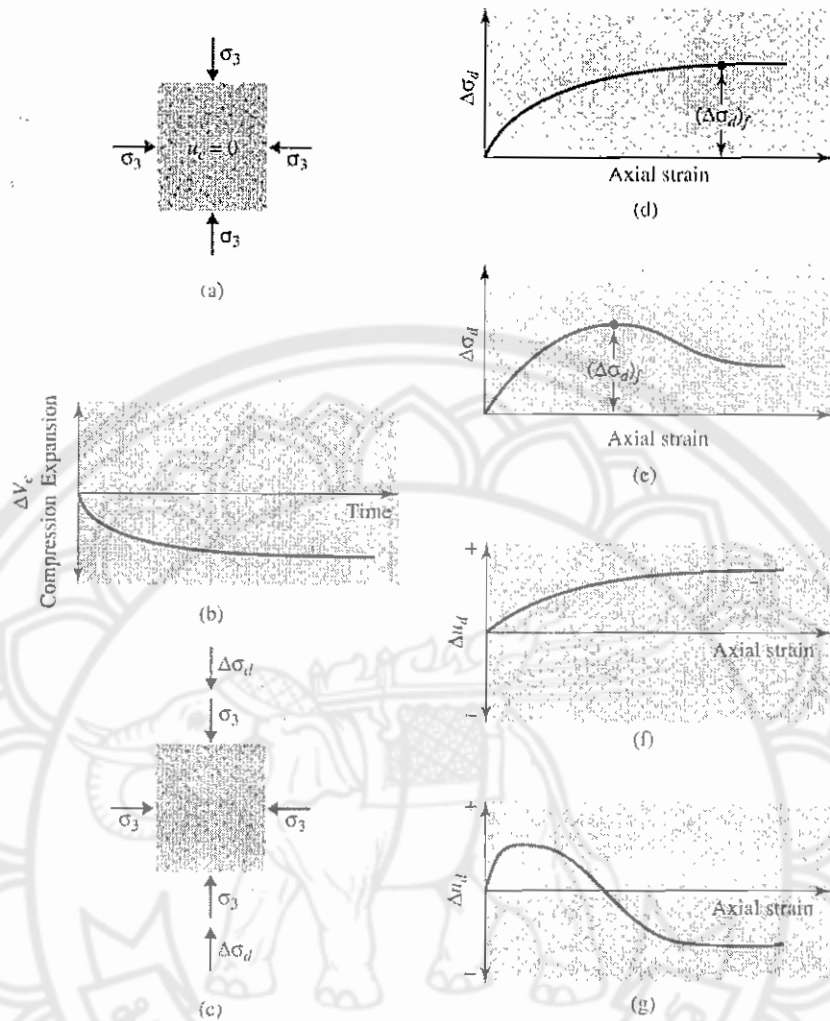 σ₃
σ₃
u_c = 0
σ₃
σ₃
(a)
ΔV_c
Compression Expansion
Time
(b)
Δσ_d
σ₃
σ₃
σ₃
σ₃
Δσ_d
(c)
Δσ_d
(Δσ_d)_f
Axial strain
(d)
Δσ_d
(Δσ_d)_f
Axial strain
(e)
+
Δu_d
Axial strain
−
(f)
+
Δu_d
Axial strain
−
(g)